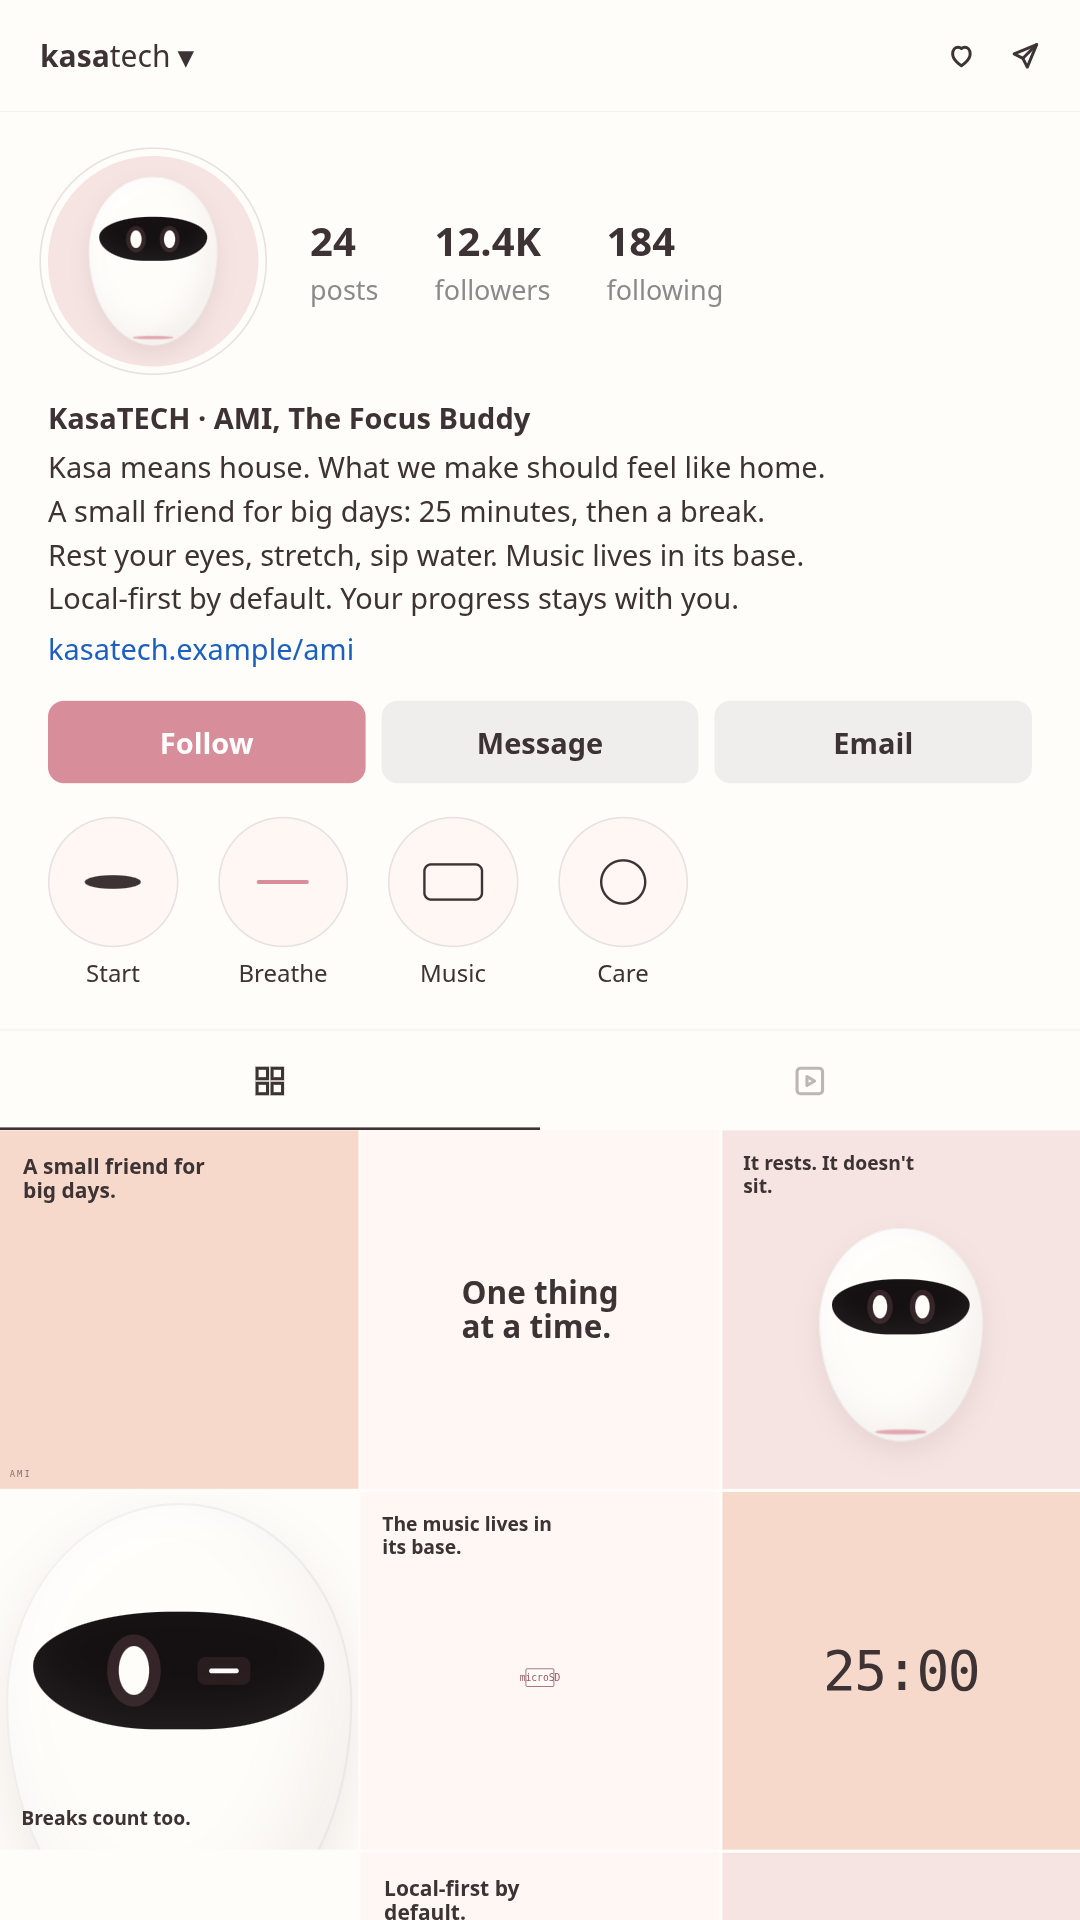 kasatech ▾
24
posts
12.4K
followers
184
following
KasaTECH · AMI, The Focus Buddy
Kasa means house. What we make should feel like home.
A small friend for big days: 25 minutes, then a break.
Rest your eyes, stretch, sip water. Music lives in its base.
Local-first by default. Your progress stays with you.
kasatech.example/ami
Follow
Message
Email
Start
Breathe
Music
Care
A small friend for
big days.
AMI
One thing
at a time.
It rests. It doesn't
sit.
Breaks count too.
The music lives in
its base.
microSD
25:00
Local-first by
default.